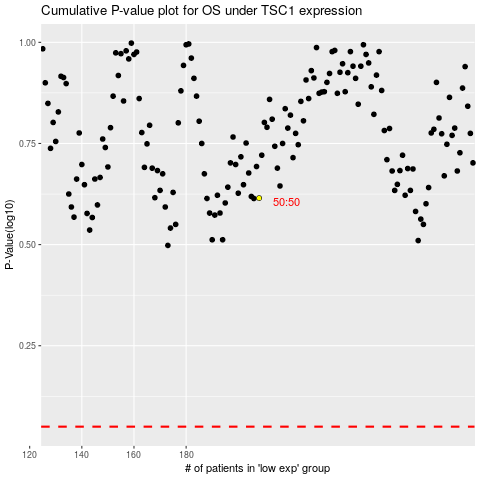 Cumulative P-value plot for OS under TSC1 expression
P-Value(log10)
1.00
0.75
0.50
0.25
50:50
120 140 160 180
# of patients in 'low exp' group